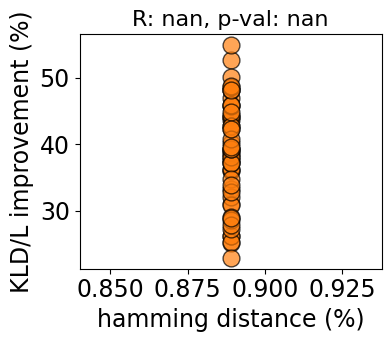 R: nan, p-val: nan
KLD/L improvement (%)
50
40
30
0.850 0.875 0.900 0.925
hamming distance (%)